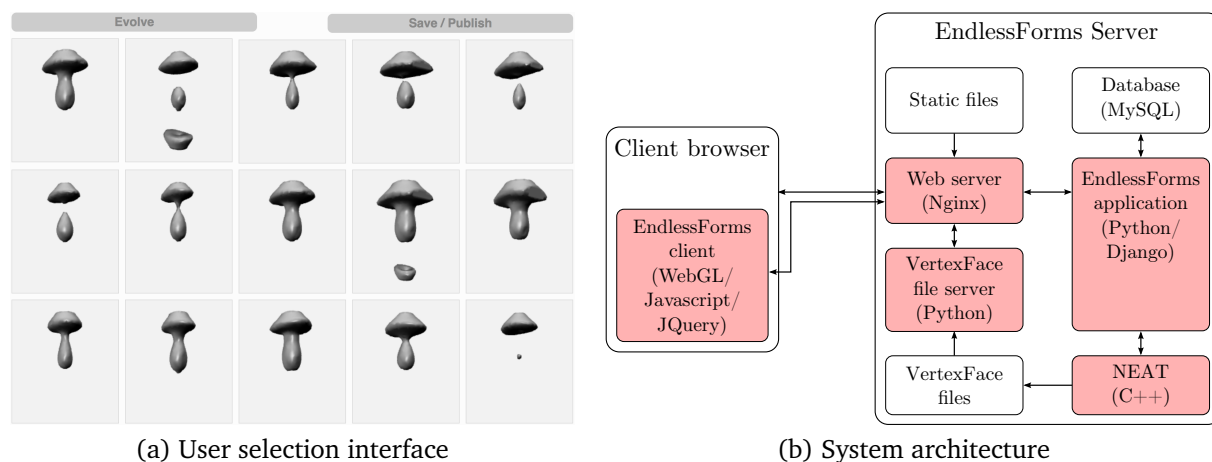 Evolve
Save / Publish
(a) User selection interface
EndlessForms Server
Static files
Database
(MySQL)
Client browser
Web server
(Nginx)
EndlessForms
application
(Python/
Django)
EndlessForms
client
(WebGL/
Javascript/
JQuery)
VertexFace
file server
(Python)
VertexFace
files
NEAT
(C++)
(b) System architecture